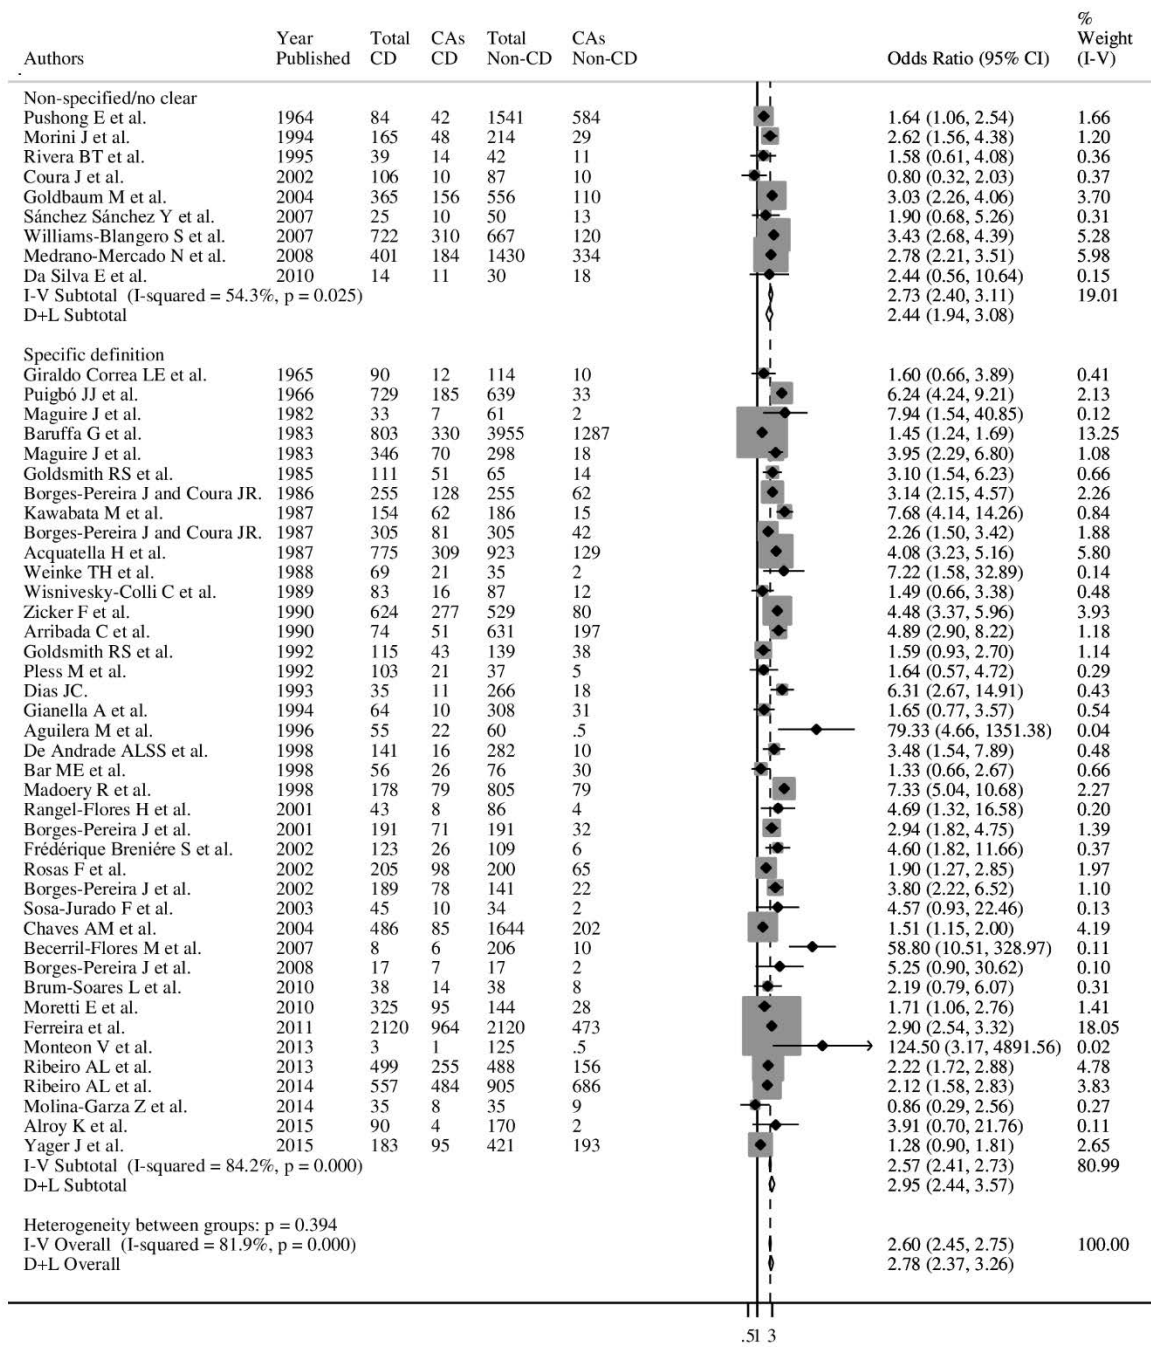 Authors Year Published Total CD CAs CD Total Non-CD CAs Non-CD Odds Ratio (95% CI) % Weight (I-V)
.
Non-specified/no clear
Pushong E et al. 1964 84 42 1541 584 1.64 (1.06, 2.54) 1.66
Morini J et al. 1994 165 48 214 29 2.62 (1.56, 4.38) 1.20
Rivera BT et al. 1995 39 14 42 11 1.58 (0.61, 4.08) 0.36
Coura J et al. 2002 106 10 87 10 0.80 (0.32, 2.03) 0.37
Goldbaum M et al. 2004 365 156 556 110 3.03 (2.26, 4.06) 3.70
Sánchez Sánchez Y et al. 2007 25 10 50 13 1.90 (0.68, 5.26) 0.31
Williams-Blangero S et al. 2007 722 310 667 120 3.43 (2.68, 4.39) 5.28
Medrano-Mercado N et al. 2008 401 184 1430 334 2.78 (2.21, 3.51) 5.98
Da Silva E et al. 2010 14 11 30 18 2.44 (0.56, 10.64) 0.15
I-V Subtotal (I-squared = 54.3%, p = 0.025) 2.73 (2.40, 3.11) 19.01
D+L Subtotal 2.44 (1.94, 3.08)
Specific definition
Giraldo Correa LE et al. 1965 90 12 114 10 1.60 (0.66, 3.89) 0.41
Puigbó JJ et al. 1966 729 185 639 33 6.24 (4.24, 9.21) 2.13
Maguire J et al. 1982 33 7 61 2 7.94 (1.54, 40.85) 0.12
Baruffa G et al. 1983 803 330 3955 1287 1.45 (1.24, 1.69) 13.25
Maguire J et al. 1983 346 70 298 18 3.95 (2.29, 6.80) 1.08
Goldsmith RS et al. 1985 111 51 65 14 3.10 (1.54, 6.23) 0.66
Borges-Pereira J and Coura JR. 1986 255 128 255 62 3.14 (2.15, 4.57) 2.26
Kawabata M et al. 1987 154 62 186 15 7.68 (4.14, 14.26) 0.84
Borges-Pereira J and Coura JR. 1987 305 81 305 42 2.26 (1.50, 3.42) 1.88
Acquatella H et al. 1987 775 309 923 129 4.08 (3.23, 5.16) 5.80
Weinke TH et al. 1988 69 21 35 2 7.22 (1.58, 32.89) 0.14
Wisnivesky-Colli C et al. 1989 83 16 87 12 1.49 (0.66, 3.38) 0.48
Zicker F et al. 1990 624 277 529 80 4.48 (3.37, 5.96) 3.93
Arribada C et al. 1990 74 51 631 197 4.89 (2.90, 8.22) 1.18
Goldsmith RS et al. 1992 115 43 139 38 1.59 (0.93, 2.70) 1.14
Pless M et al. 1992 103 21 37 5 1.64 (0.57, 4.72) 0.29
Dias JC. 1993 35 11 266 18 6.31 (2.67, 14.91) 0.43
Gianella A et al. 1994 64 10 308 31 1.65 (0.77, 3.57) 0.54
Aguilera M et al. 1996 55 22 60 .5 79.33 (4.66, 1351.38) 0.04
De Andrade ALSS et al. 1998 141 16 282 10 3.48 (1.54, 7.89) 0.48
Bar ME et al. 1998 56 26 76 30 1.33 (0.66, 2.67) 0.66
Madoery R et al. 1998 178 79 805 79 7.33 (5.04, 10.68) 2.27
Rangel-Flores H et al. 2001 43 8 86 4 4.69 (1.32, 16.58) 0.20
Borges-Pereira J et al. 2001 191 71 191 32 2.94 (1.82, 4.75) 1.39
Frédérique Breniére S et al. 2002 123 26 109 6 4.60 (1.82, 11.66) 0.37
Rosas F et al. 2002 205 98 200 65 1.90 (1.27, 2.85) 1.97
Borges-Pereira J et al. 2002 189 78 141 22 3.80 (2.22, 6.52) 1.10
Sosa-Jurado F et al. 2003 45 10 34 2 4.57 (0.93, 22.46) 0.13
Chaves AM et al. 2004 486 85 1644 202 1.51 (1.15, 2.00) 4.19
Becerril-Flores M et al. 2007 8 6 206 10 58.80 (10.51, 328.97) 0.11
Borges-Pereira J et al. 2008 17 7 17 2 5.25 (0.90, 30.62) 0.10
Brum-Soares L et al. 2010 38 14 38 8 2.19 (0.79, 6.07) 0.31
Moretti E et al. 2010 325 95 144 28 1.71 (1.06, 2.76) 1.41
Ferreira et al. 2011 2120 964 2120 473 2.90 (2.54, 3.32) 18.05
Monteon V et al. 2013 3 1 125 .5 124.50 (3.17, 4891.56) 0.02
Ribeiro AL et al. 2013 499 255 488 156 2.22 (1.72, 2.88) 4.78
Ribeiro AL et al. 2014 557 484 905 686 2.12 (1.58, 2.83) 3.83
Molina-Garza Z et al. 2014 35 8 35 9 0.86 (0.29, 2.56) 0.27
Alroy K et al. 2015 90 4 170 2 3.91 (0.70, 21.76) 0.11
Yager J et al. 2015 183 95 421 193 1.28 (0.90, 1.81) 2.65
I-V Subtotal (I-squared = 84.2%, p = 0.000) 2.57 (2.41, 2.73) 80.99
D+L Subtotal 2.95 (2.44, 3.57)
Heterogeneity between groups: p = 0.394
I-V Overall (I-squared = 81.9%, p = 0.000) 2.60 (2.45, 2.75) 100.00
D+L Overall 2.78 (2.37, 3.26)
.5 1 3